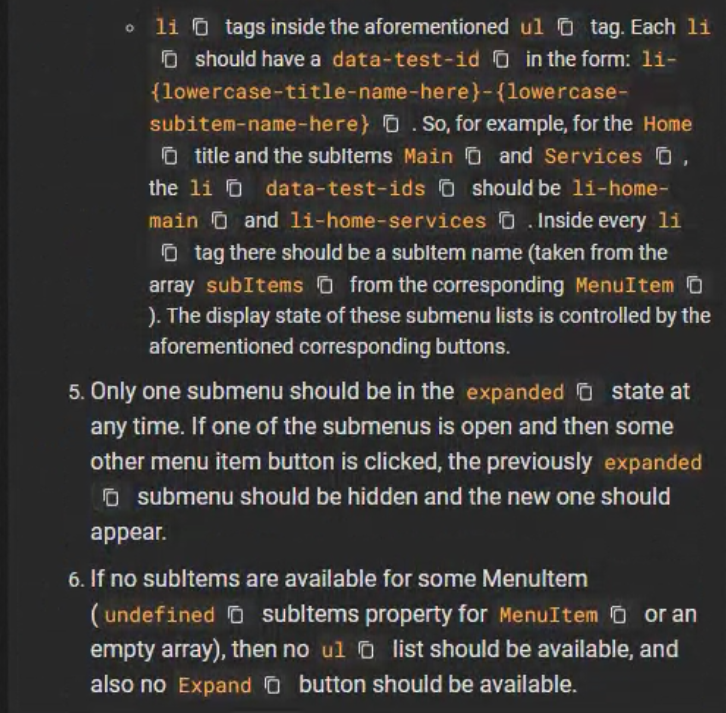 li tags inside the aforementioned ul tag. Each li
should have a data-test-id in the form: li-
{lowercase-title-name-here}-{lowercase-
subitem-name-here} . So, for example, for the Home
title and the subItems Main and Services ,
the li data-test-ids should be li-home-
main and li-home-services . Inside every li
tag there should be a subItem name (taken from the
array subItems from the corresponding MenuItem
). The display state of these submenu lists is controlled by the
aforementioned corresponding buttons.
5. Only one submenu should be in the expanded state at
any time. If one of the submenus is open and then some
other menu item button is clicked, the previously expanded
submenu should be hidden and the new one should
appear.
6. If no subItems are available for some MenuItem
( undefined subItems property for MenuItem or an
empty array), then no ul list should be available, and
also no Expand button should be available.